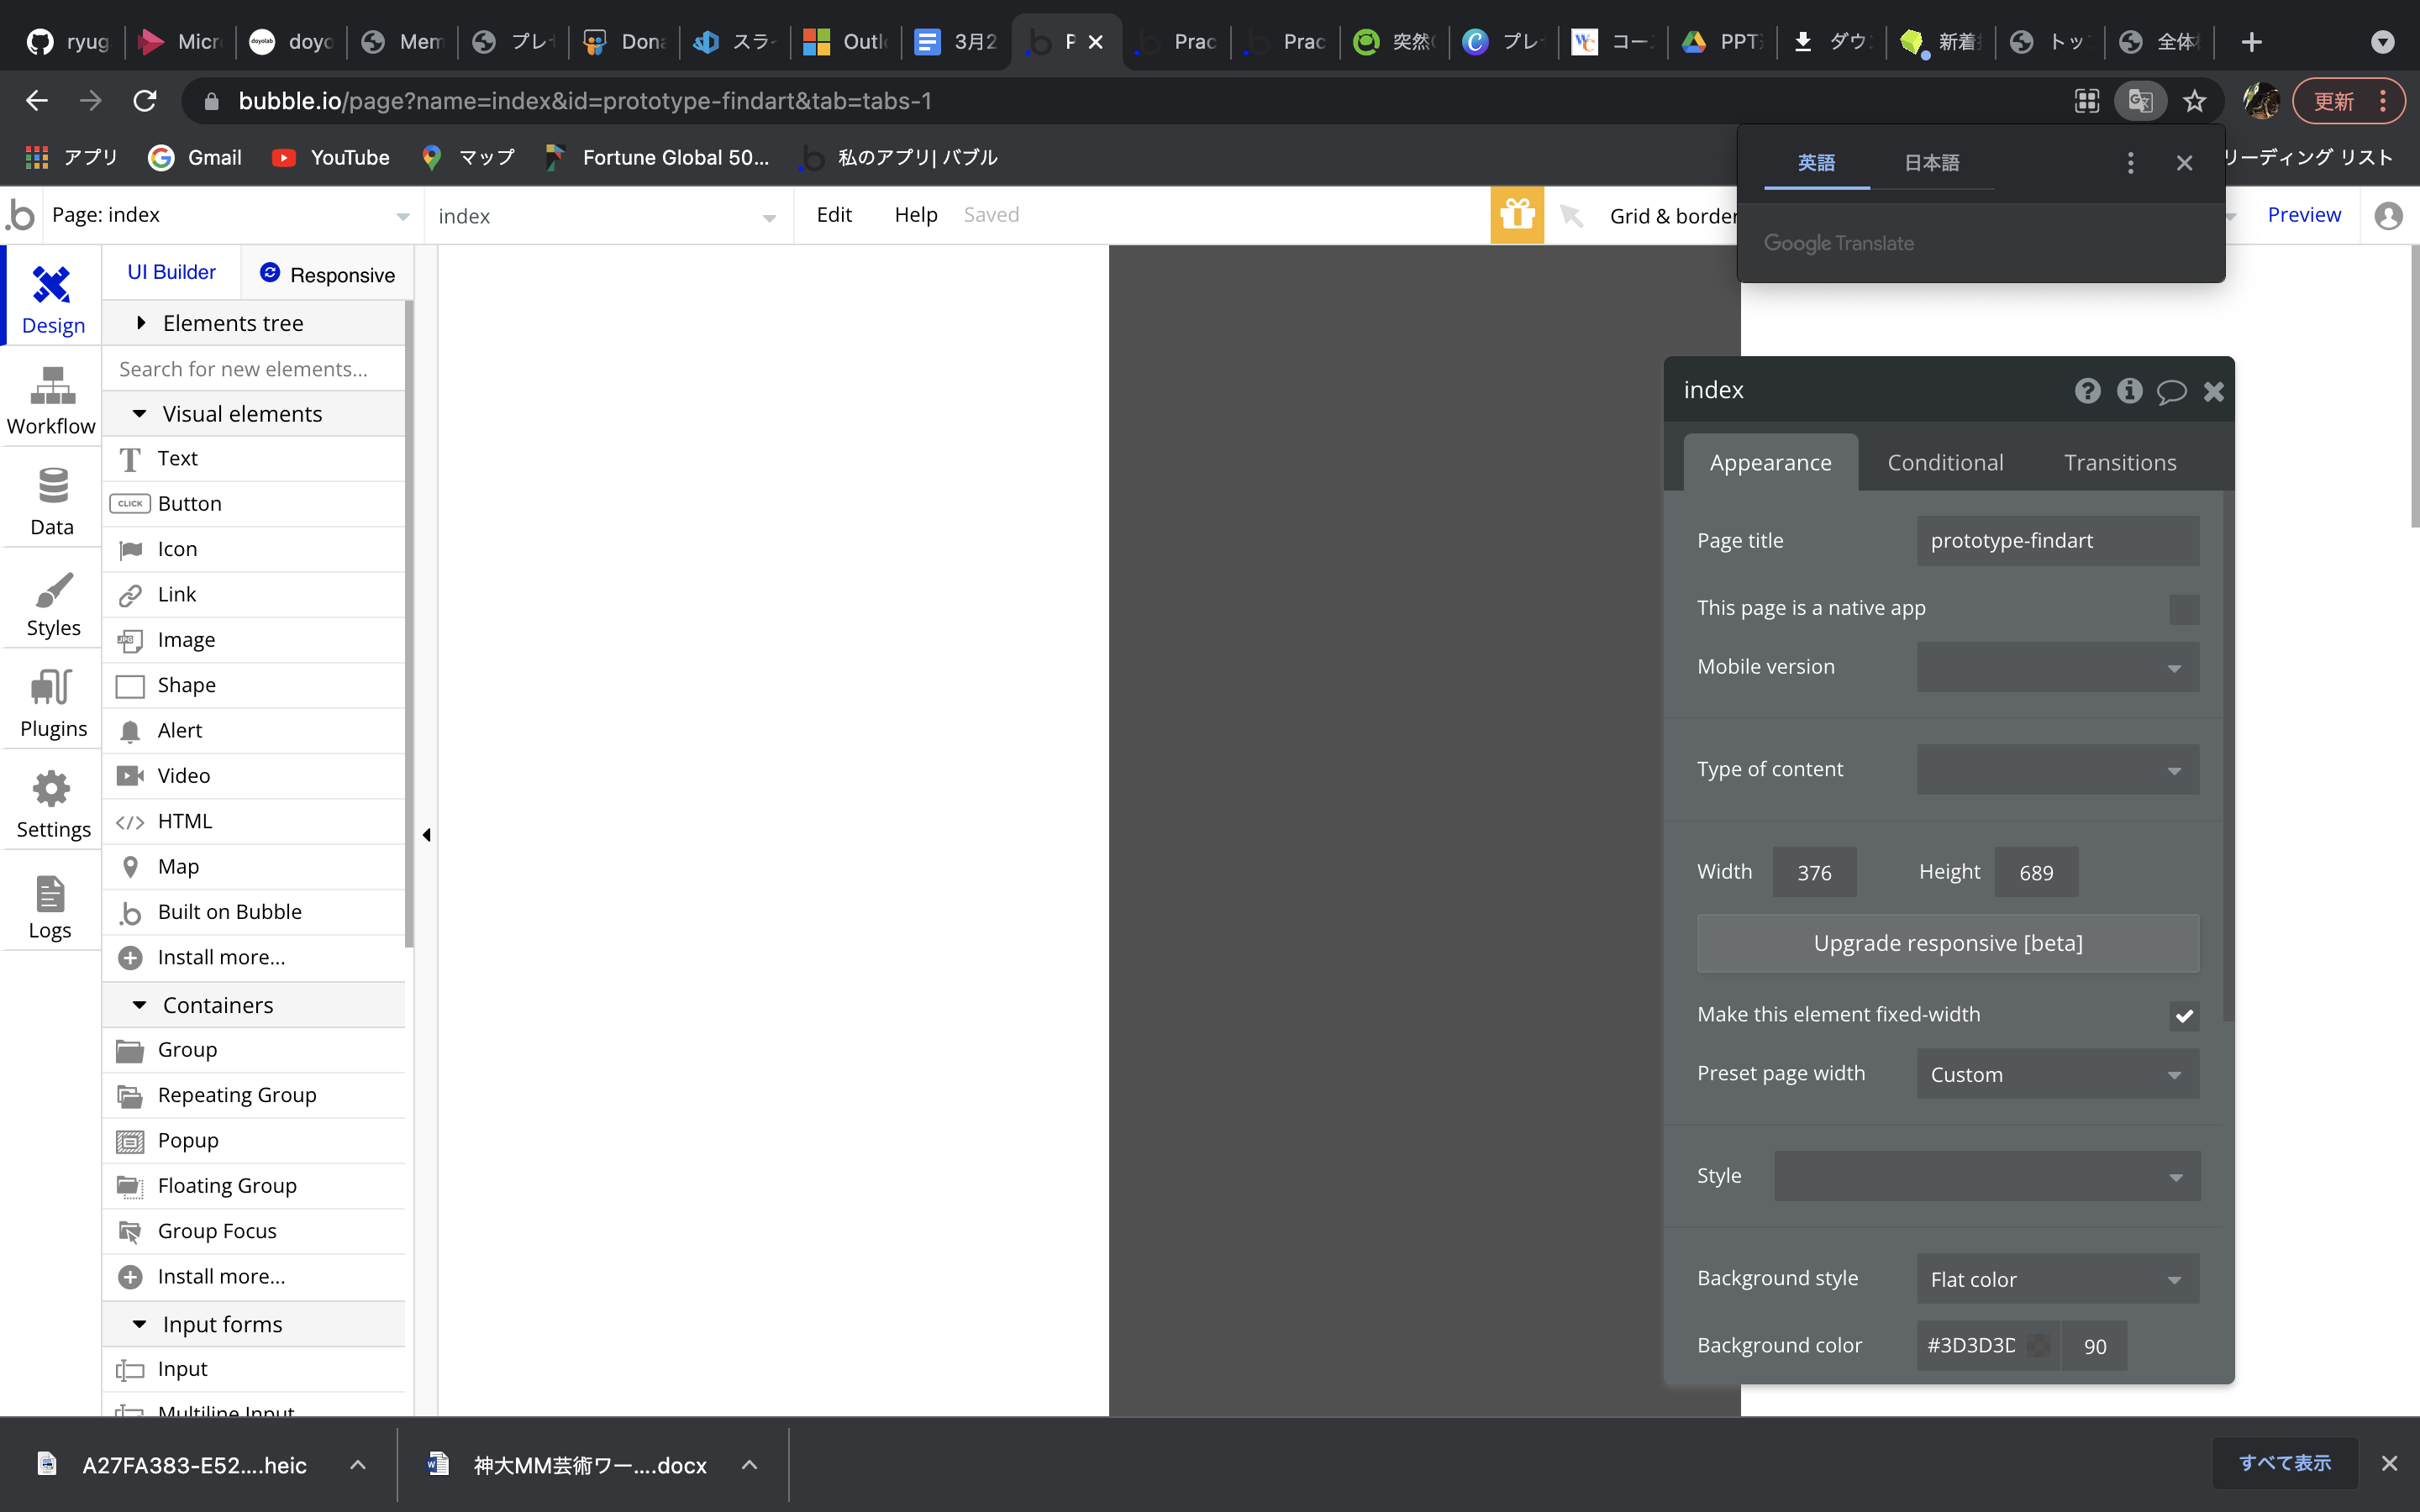 ryug Micr doyo Mem プレ Dona スラ Outlo 3月2 P Prac Prac 突然 プレ コー PPT ダウ 新着 トッ 全体
bubble.io/page?name=index&id=prototype-findart&tab=tabs-1
更新
アプリ Gmail YouTube マップ Fortune Global 50... 私のアプリ| バブル リーディング リスト
英語 日本語
Google Translate
Page: index index Edit Help Saved Grid & border Preview
Design
Workflow
Data
Styles
Plugins
Settings
Logs
UI Builder Responsive
Elements tree
Search for new elements...
Visual elements
Text
CLICK Button
Icon
Link
JPG Image
Shape
Alert
Video
HTML
Map
Built on Bubble
Install more...
Containers
Group
Repeating Group
Popup
Floating Group
Group Focus
Install more...
Input forms
Input
Multiline Input
index
Appearance Conditional Transitions
Page title prototype-findart
This page is a native app
Mobile version
Type of content
Width 376 Height 689
Upgrade responsive [beta]
Make this element fixed-width
Preset page width Custom
Style
Background style Flat color
Background color #3D3D3D 90
A27FA383-E52....heic 神大MM芸術ワー....docx すべて表示